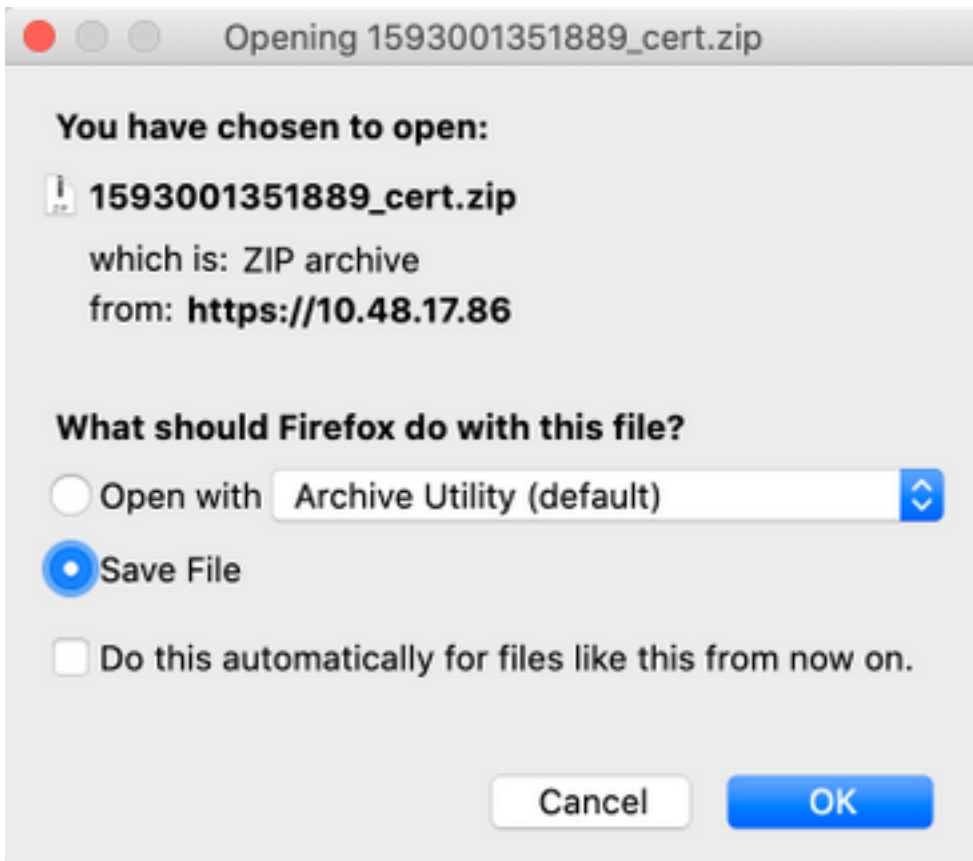 Opening 1593001351889_cert.zip
You have chosen to open:
1593001351889_cert.zip
which is: ZIP archive
from: https://10.48.17.86
What should Firefox do with this file?
Open with Archive Utility (default)
Save File
Do this automatically for files like this from now on.
Cancel OK